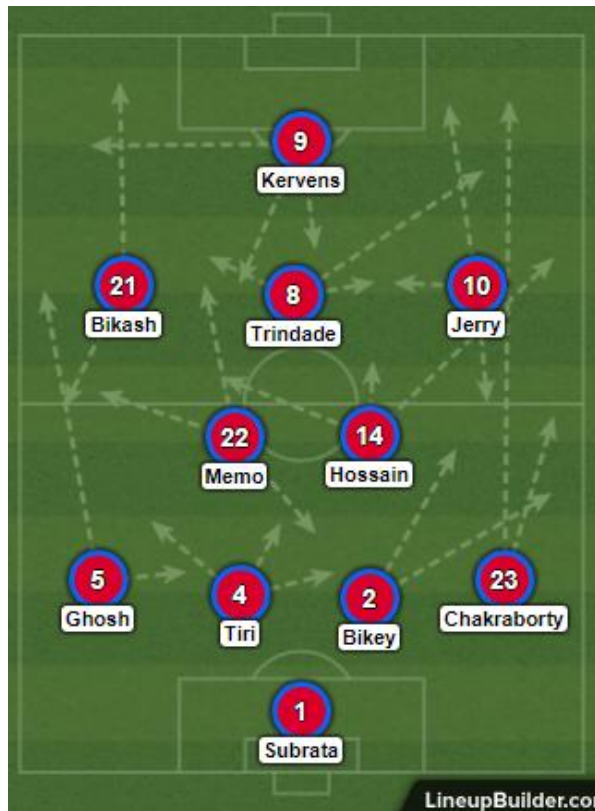 9
Kervens
21
Bikash
8
Trindade
10
Jerry
22
Memo
14
Hossain
5
Ghosh
4
Tiri
2
Bikey
23
Chakraborty
1
Subrata
LineupBuilder.co